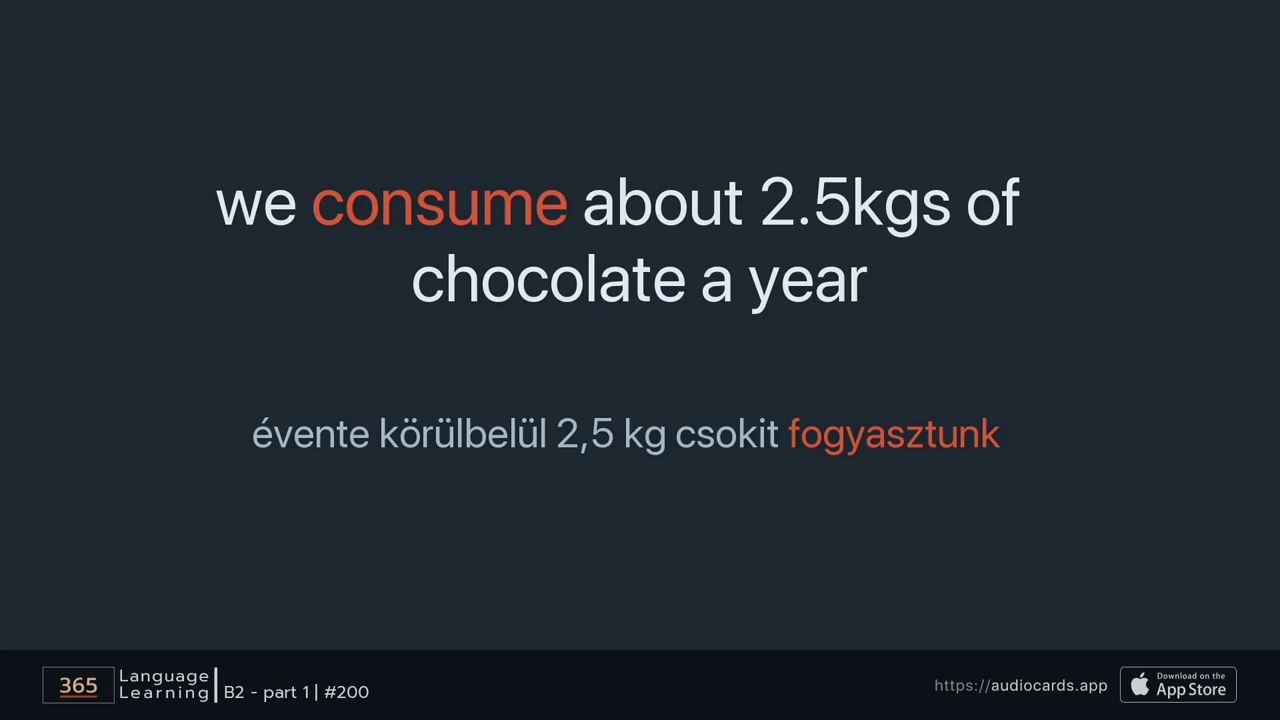 we consume about 2.5kgs of
chocolate a year
évente körülbelül 2,5 kg csokit fogyasztunk
365
Language
Learning
B2 - part 1 | #200
https://audiocards.app
Download on the
App Store